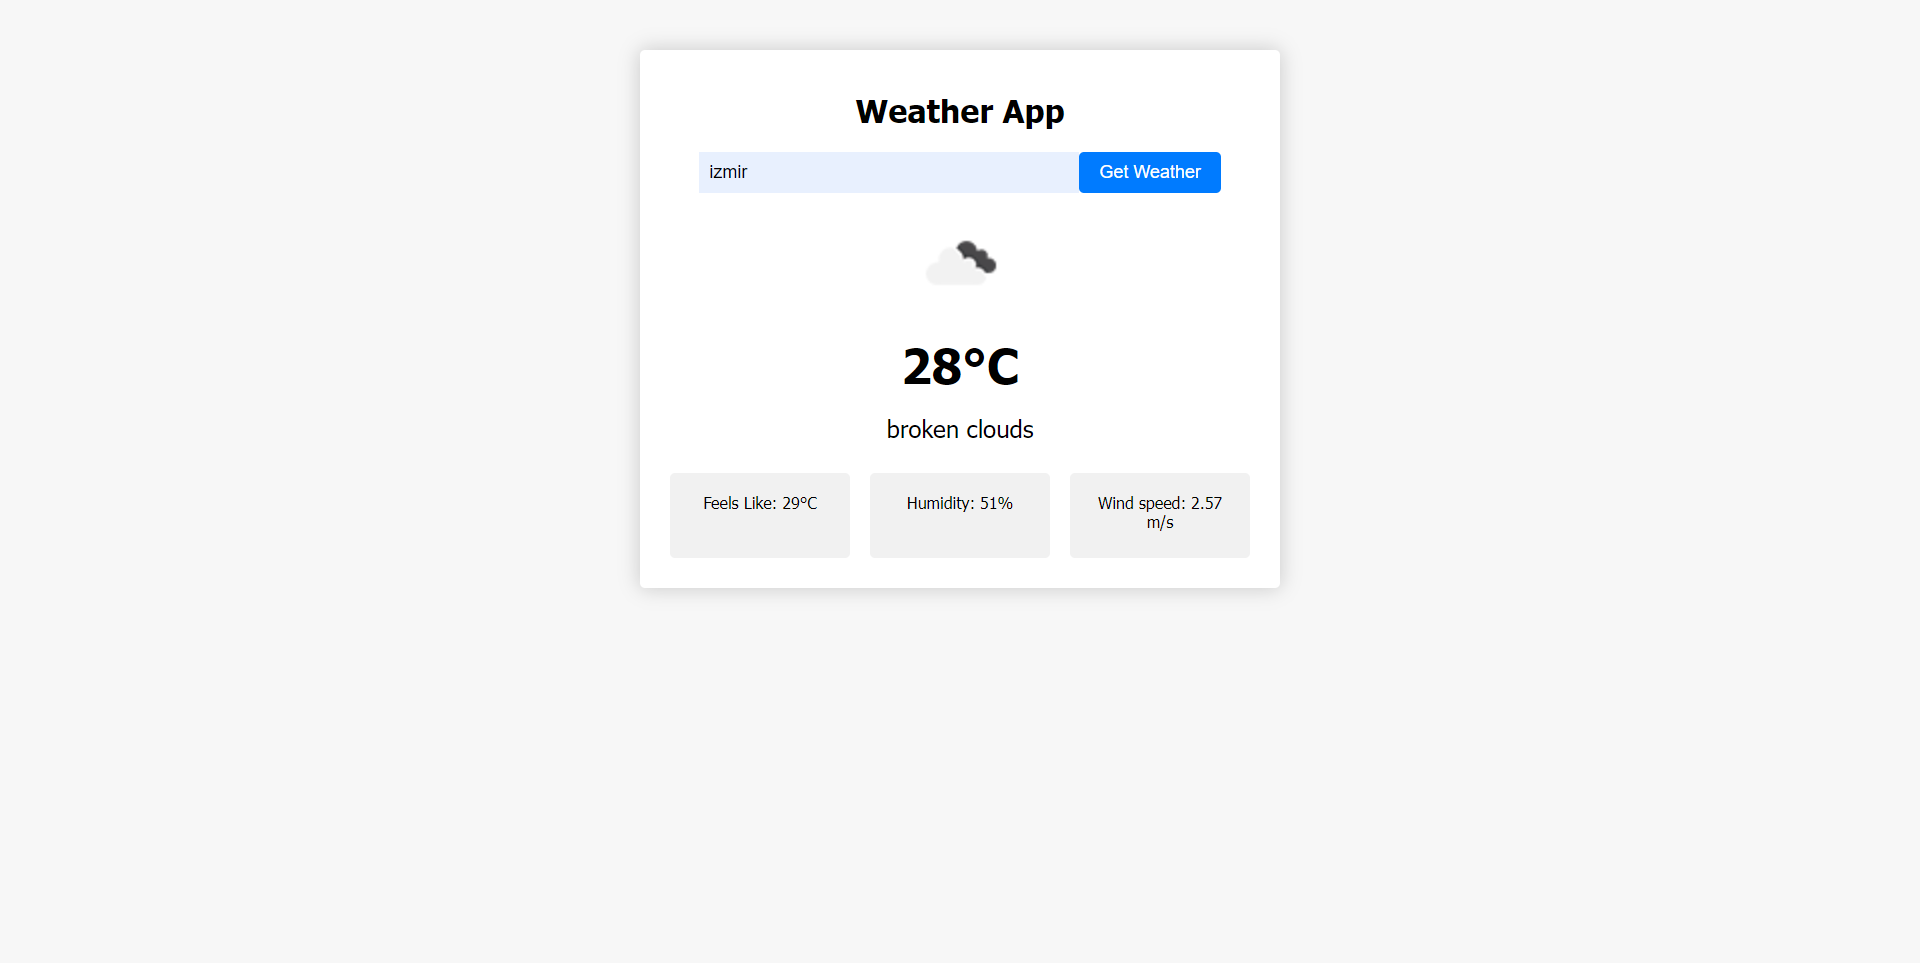 Weather App
izmir
Get Weather
28°C
broken clouds
Feels Like: 29°C
Humidity: 51%
Wind speed: 2.57
m/s